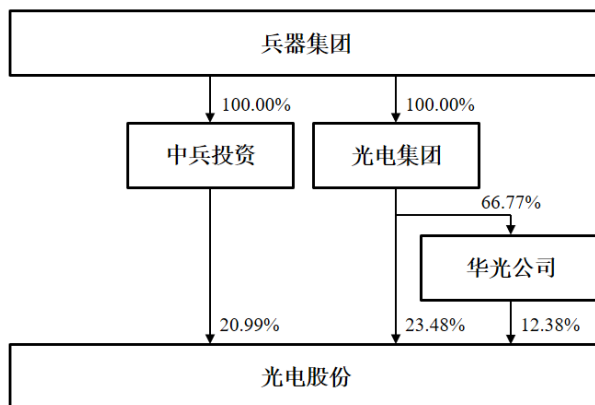 兵器集团
100.00%
100.00%
中兵投资
光电集团
66.77%
华光公司
20.99%
23.48%
12.38%
光电股份